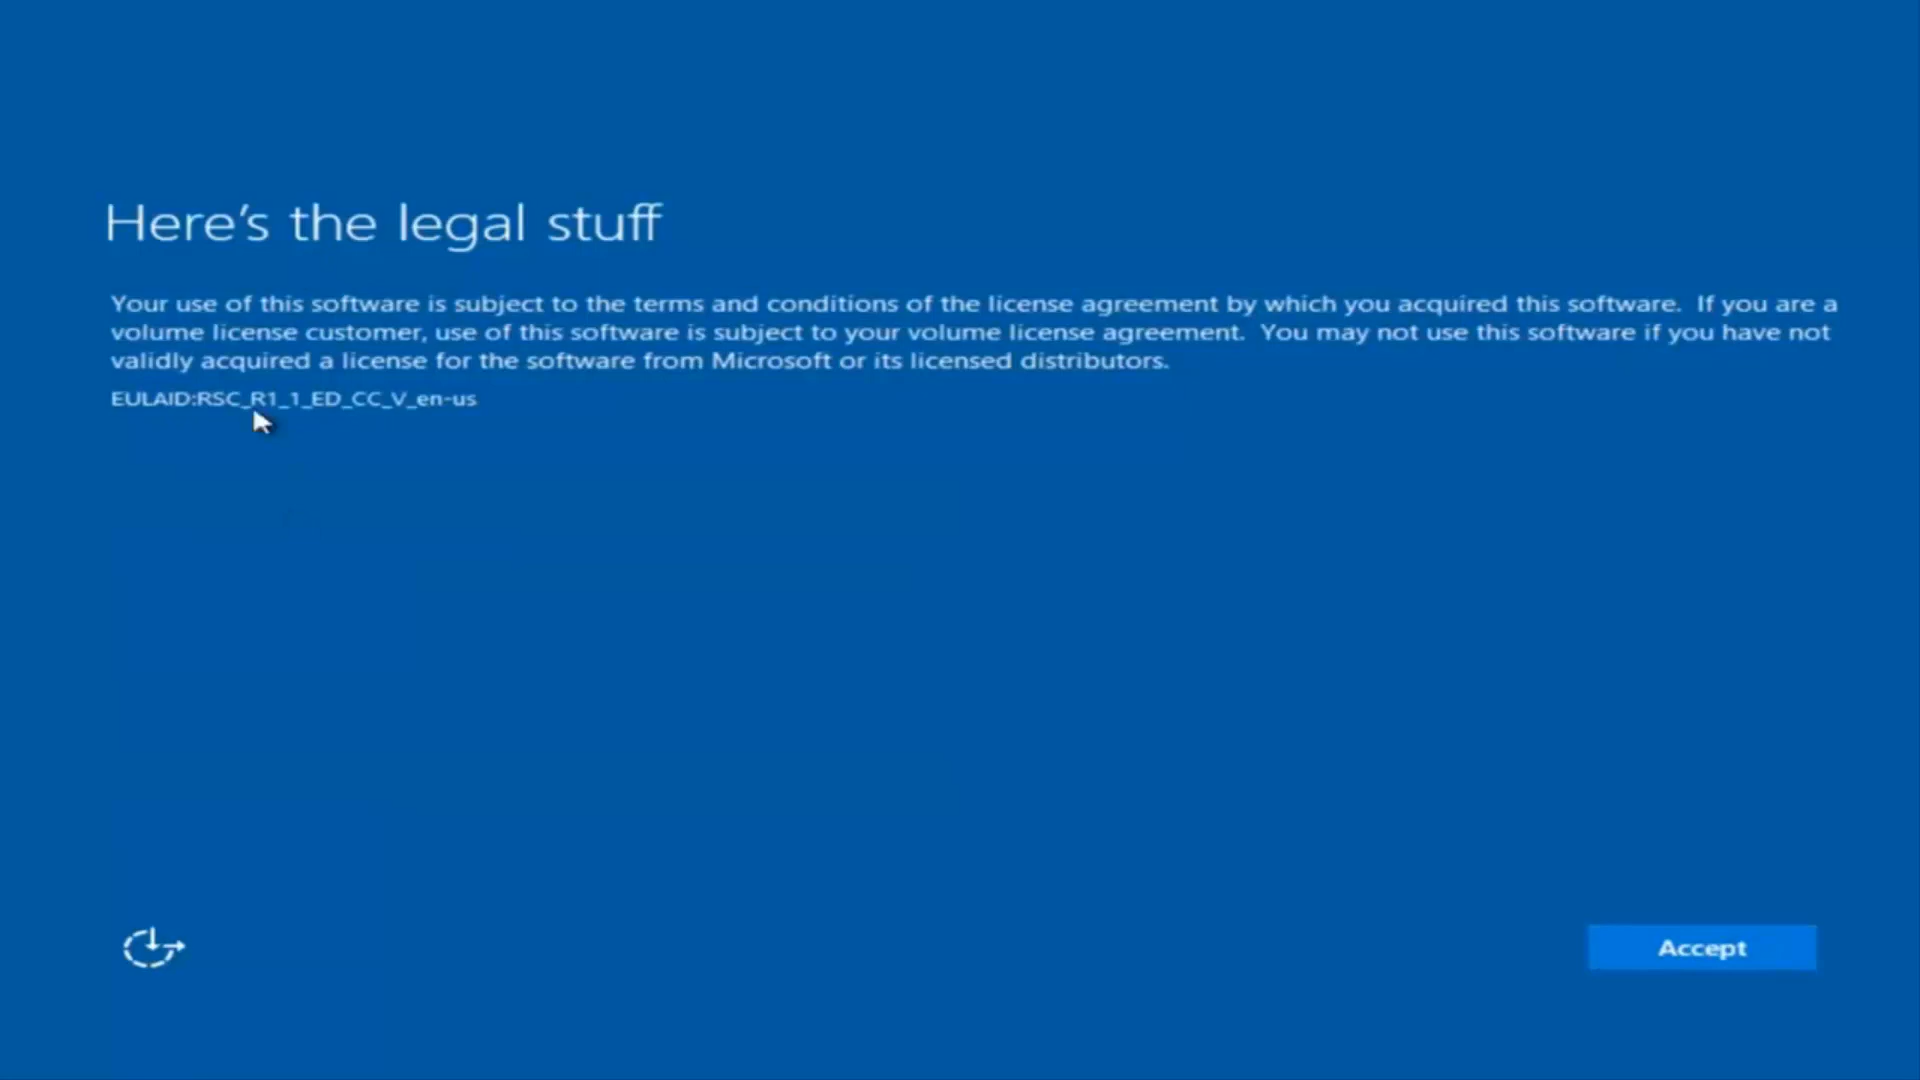 Here's the legal stuff
Your use of this software is subject to the terms and conditions of the license agreement by which you acquired this software.  If you are a
volume license customer, use of this software is subject to your volume license agreement.  You may not use this software if you have not
validly acquired a license for the software from Microsoft or its licensed distributors.
EULAID:RSC_R1_1_ED_CC_V_en-us
Accept